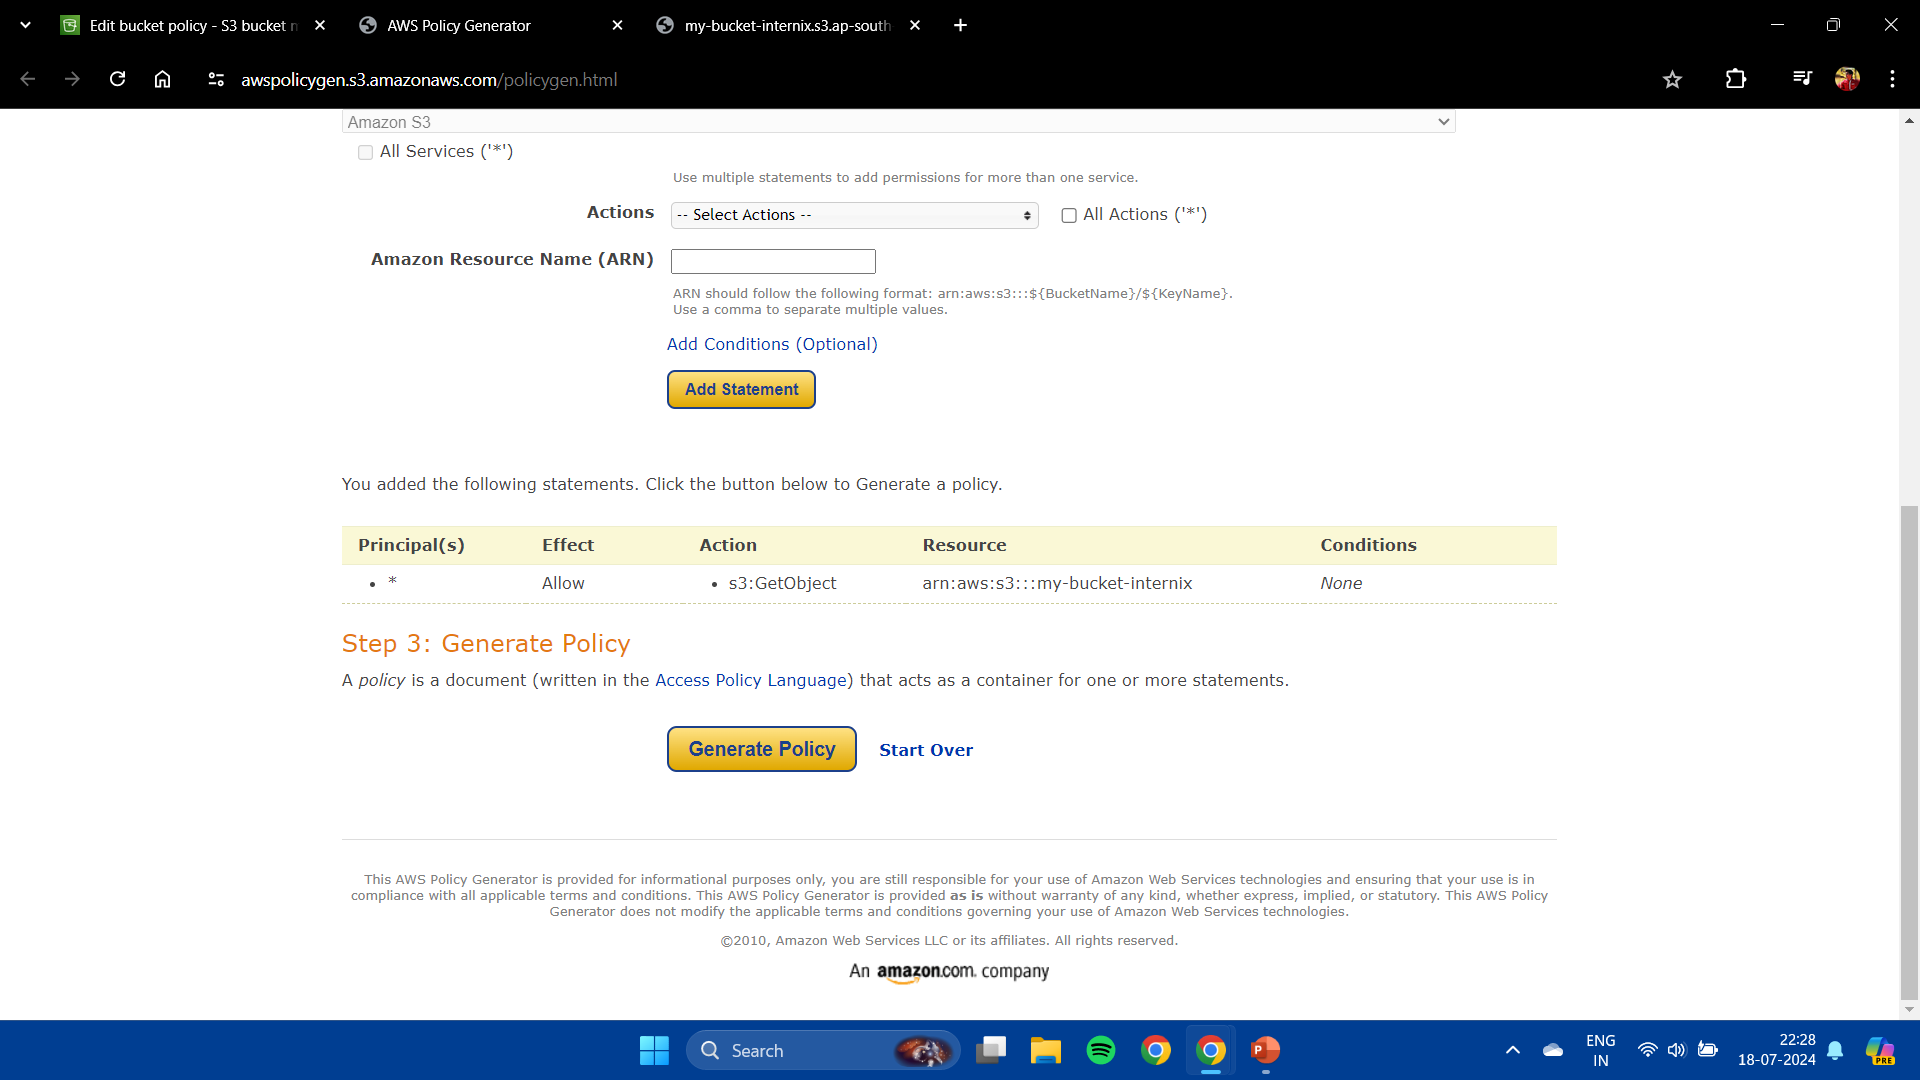 Edit bucket policy - S3 bucket
AWS Policy Generator
my-bucket-internix.s3.ap-south
awspolicygen.s3.amazonaws.com/policygen.html
Amazon S3
All Services ('*')
Use multiple statements to add permissions for more than one service.
Actions
-- Select Actions --
All Actions ('*')
Amazon Resource Name (ARN)
ARN should follow the following format: arn:aws:s3:::${BucketName}/${KeyName}.
Use a comma to separate multiple values.
Add Conditions (Optional)
Add Statement
You added the following statements. Click the button below to Generate a policy.
Principal(s) Effect Action Resource Conditions
• * Allow • s3:GetObject arn:aws:s3:::my-bucket-internix None
Step 3: Generate Policy
A policy is a document (written in the Access Policy Language) that acts as a container for one or more statements.
Generate Policy Start Over
This AWS Policy Generator is provided for informational purposes only, you are still responsible for your use of Amazon Web Services technologies and ensuring that your use is in
compliance with all applicable terms and conditions. This AWS Policy Generator is provided as is without warranty of any kind, whether express, implied, or statutory. This AWS Policy
Generator does not modify the applicable terms and conditions governing your use of Amazon Web Services technologies.
©2010, Amazon Web Services LLC or its affiliates. All rights reserved.
An amazon.com. company
Search
P
ENG
IN
22:28
18-07-2024
PRE